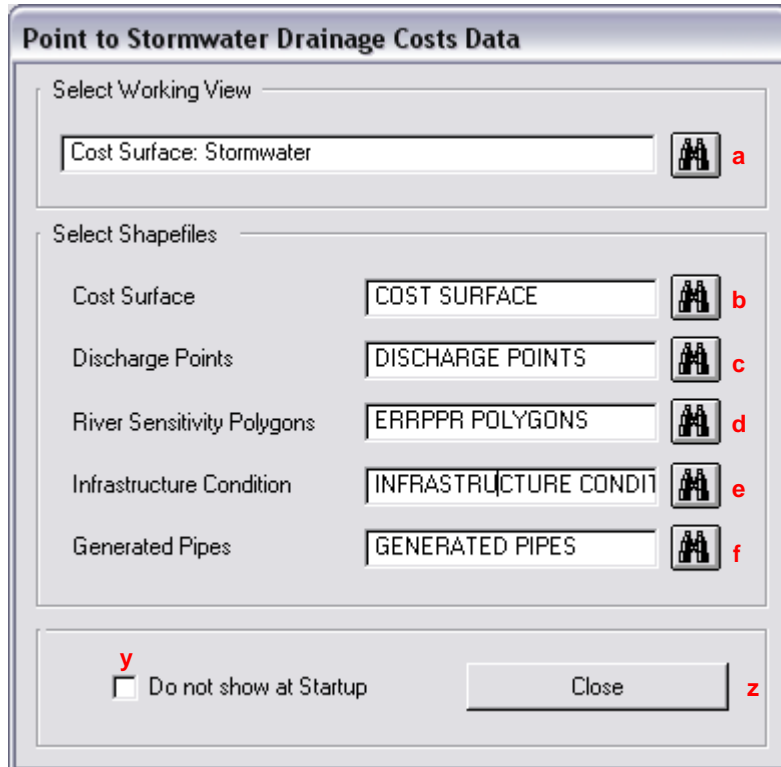 Point to Stormwater Drainage Costs Data
Select Working View
Cost Surface: Stormwater a
Select Shapefiles
Cost Surface COST SURFACE b
Discharge Points DISCHARGE POINTS c
River Sensitivity Polygons ERRPPR POLYGONS d
Infrastructure Condition INFRASTRUCTURE CONDIT e
Generated Pipes GENERATED PIPES f
y
Do not show at Startup Close z